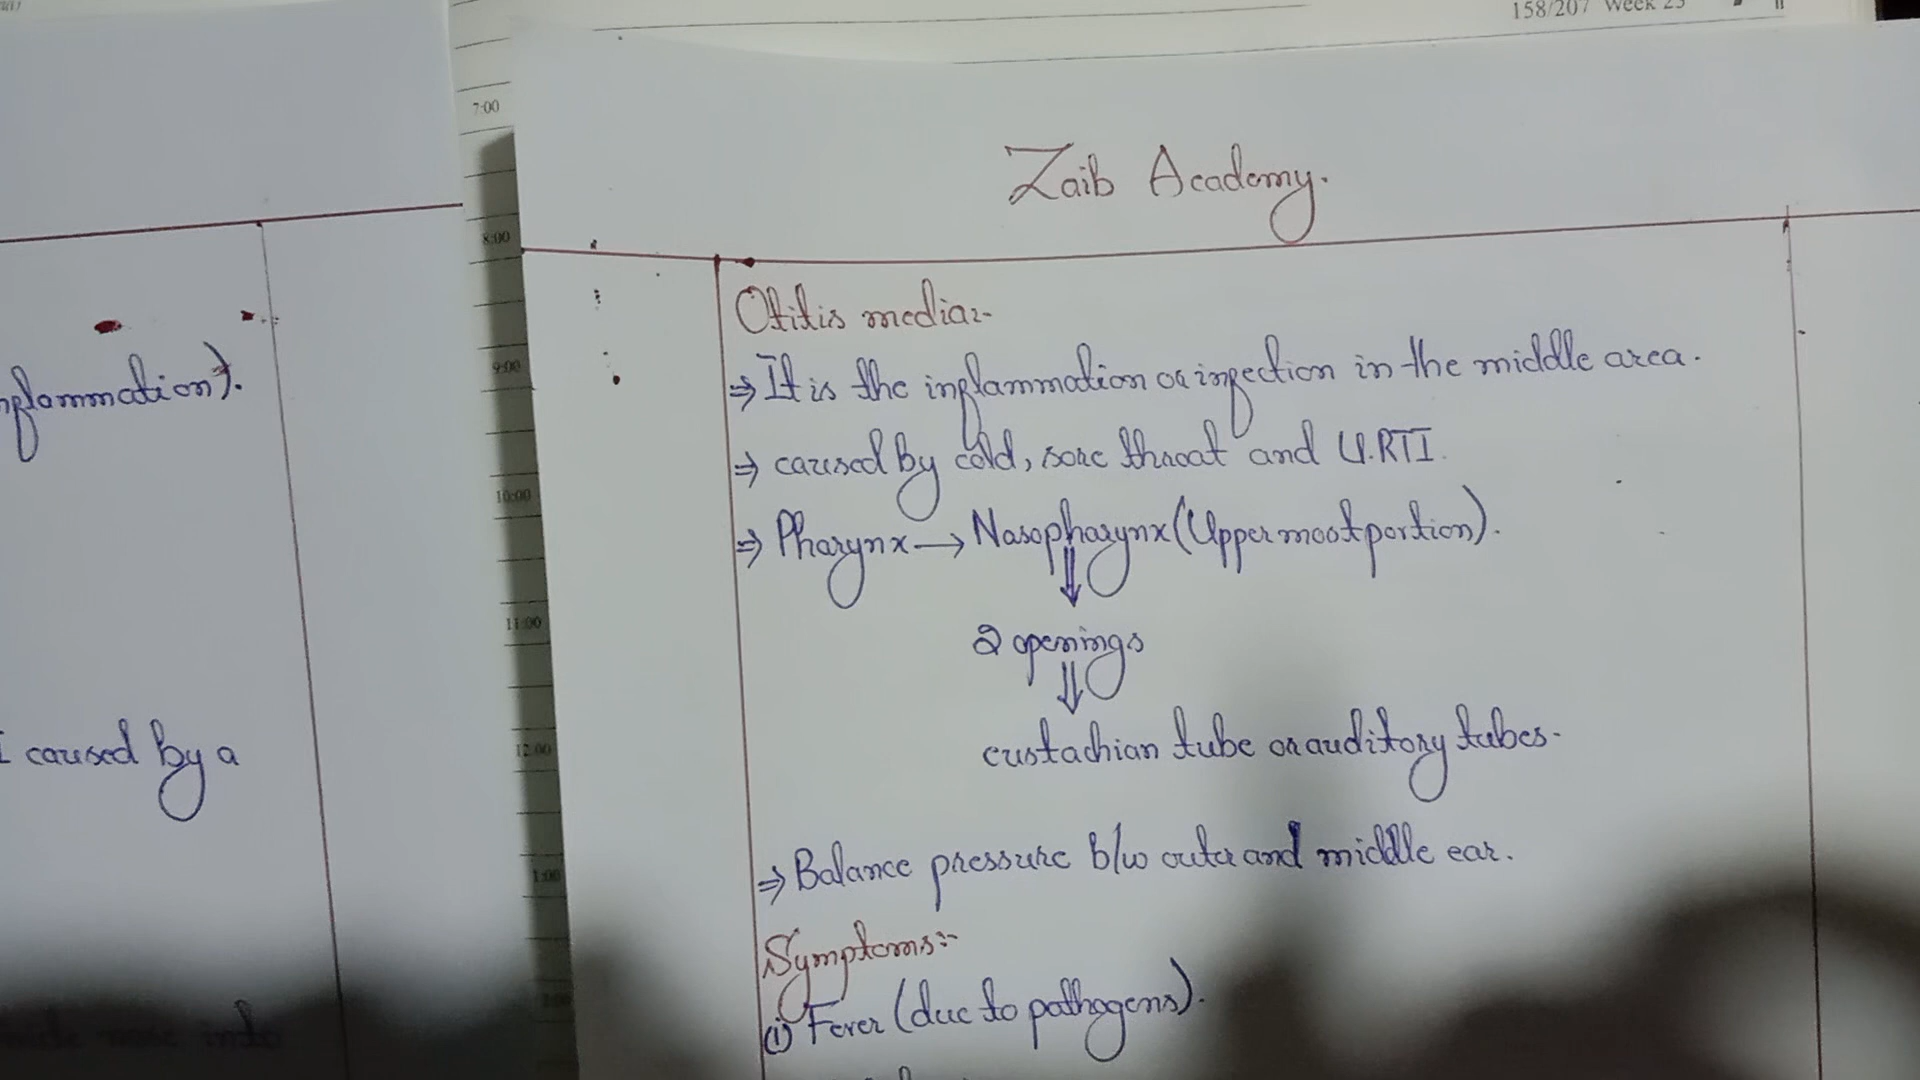 158/207 Week 23
7:00
8:00
9:00
10:00
11:00
12:00
1:00
nflammation).
I caused by a
Zaib Academy.
Otitis media:-
⇒ It is the inflammation or infection in the middle area.
⇒ caused by cold, sore throat and U.RTI.
⇒ Pharynx → Nasopharynx (Upper most portion).
⇓
2 openings
⇓
eustachian tube or auditory tubes.
⇒ Balance pressure b/w outer and middle ear.
Symptoms:-
(i) Fever (due to pathogens).